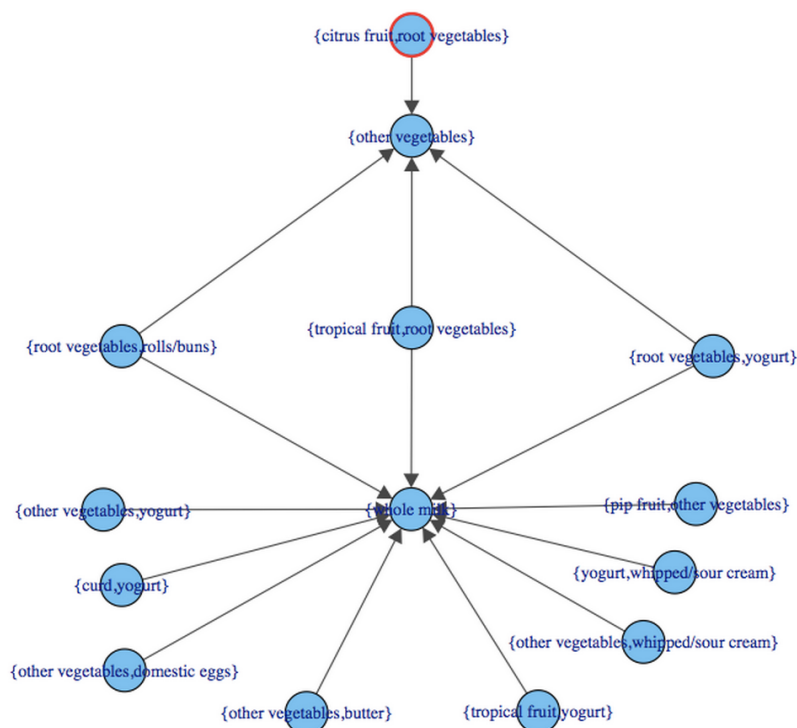 {citrus fruit,root vegetables}
{other vegetables}
{tropical fruit,root vegetables}
{root vegetables,rolls/buns}
{root vegetables,yogurt}
{other vegetables,yogurt}
{whole milk}
{pip fruit,other vegetables}
{curd,yogurt}
{yogurt,whipped/sour cream}
{other vegetables,whipped/sour cream}
{other vegetables,domestic eggs}
{other vegetables,butter}
{tropical fruit,yogurt}